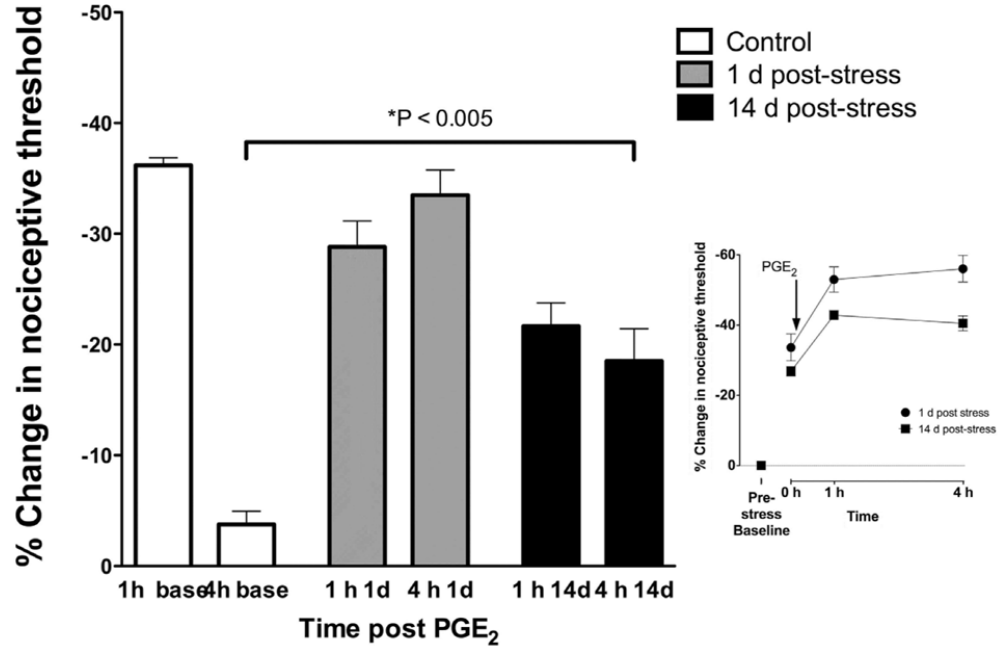 % Change in nociceptive threshold
-50
-40
-30
-20
-10
0
*P < 0.005
Control
1 d post-stress
14 d post-stress
1h base
4h base
1 h 1d
4 h 1d
1 h 14d
4 h 14d
Time post PGE2
% Change in nociceptive threshold
-60
-40
-20
0
PGE2
1 d post stress
14 d post-stress
Pre-
stress
Baseline
0 h
1 h
4 h
Time